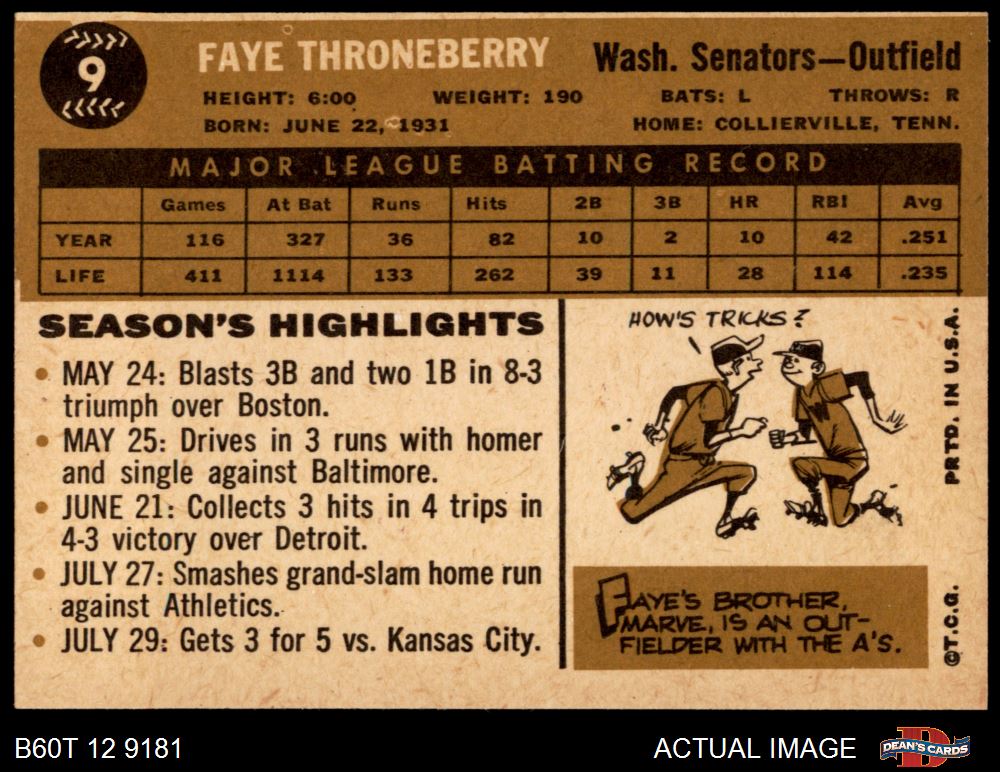 9
FAYE THRONEBERRY
Wash. Senators—Outfield
HEIGHT: 6:00 WEIGHT: 190 BATS: L THROWS: R
BORN: JUNE 22, 1931 HOME: COLLIERVILLE, TENN.
MAJOR LEAGUE BATTING RECORD
Games At Bat Runs Hits 2B 3B HR RBI Avg
YEAR 116 327 36 82 10 2 10 42 .251
LIFE 411 1114 133 262 39 11 28 114 .235
SEASON'S HIGHLIGHTS
• MAY 24: Blasts 3B and two 1B in 8-3
triumph over Boston.
• MAY 25: Drives in 3 runs with homer
and single against Baltimore.
• JUNE 21: Collects 3 hits in 4 trips in
4-3 victory over Detroit.
• JULY 27: Smashes grand-slam home run
against Athletics.
• JULY 29: Gets 3 for 5 vs. Kansas City.
HOW'S TRICKS?
W
FAYE'S BROTHER,
MARVE, IS AN OUT-
FIELDER WITH THE A'S.
©T.C.G. PRTD. IN U.S.A.
B60T 12 9181
ACTUAL IMAGE
DEAN'S CARDS